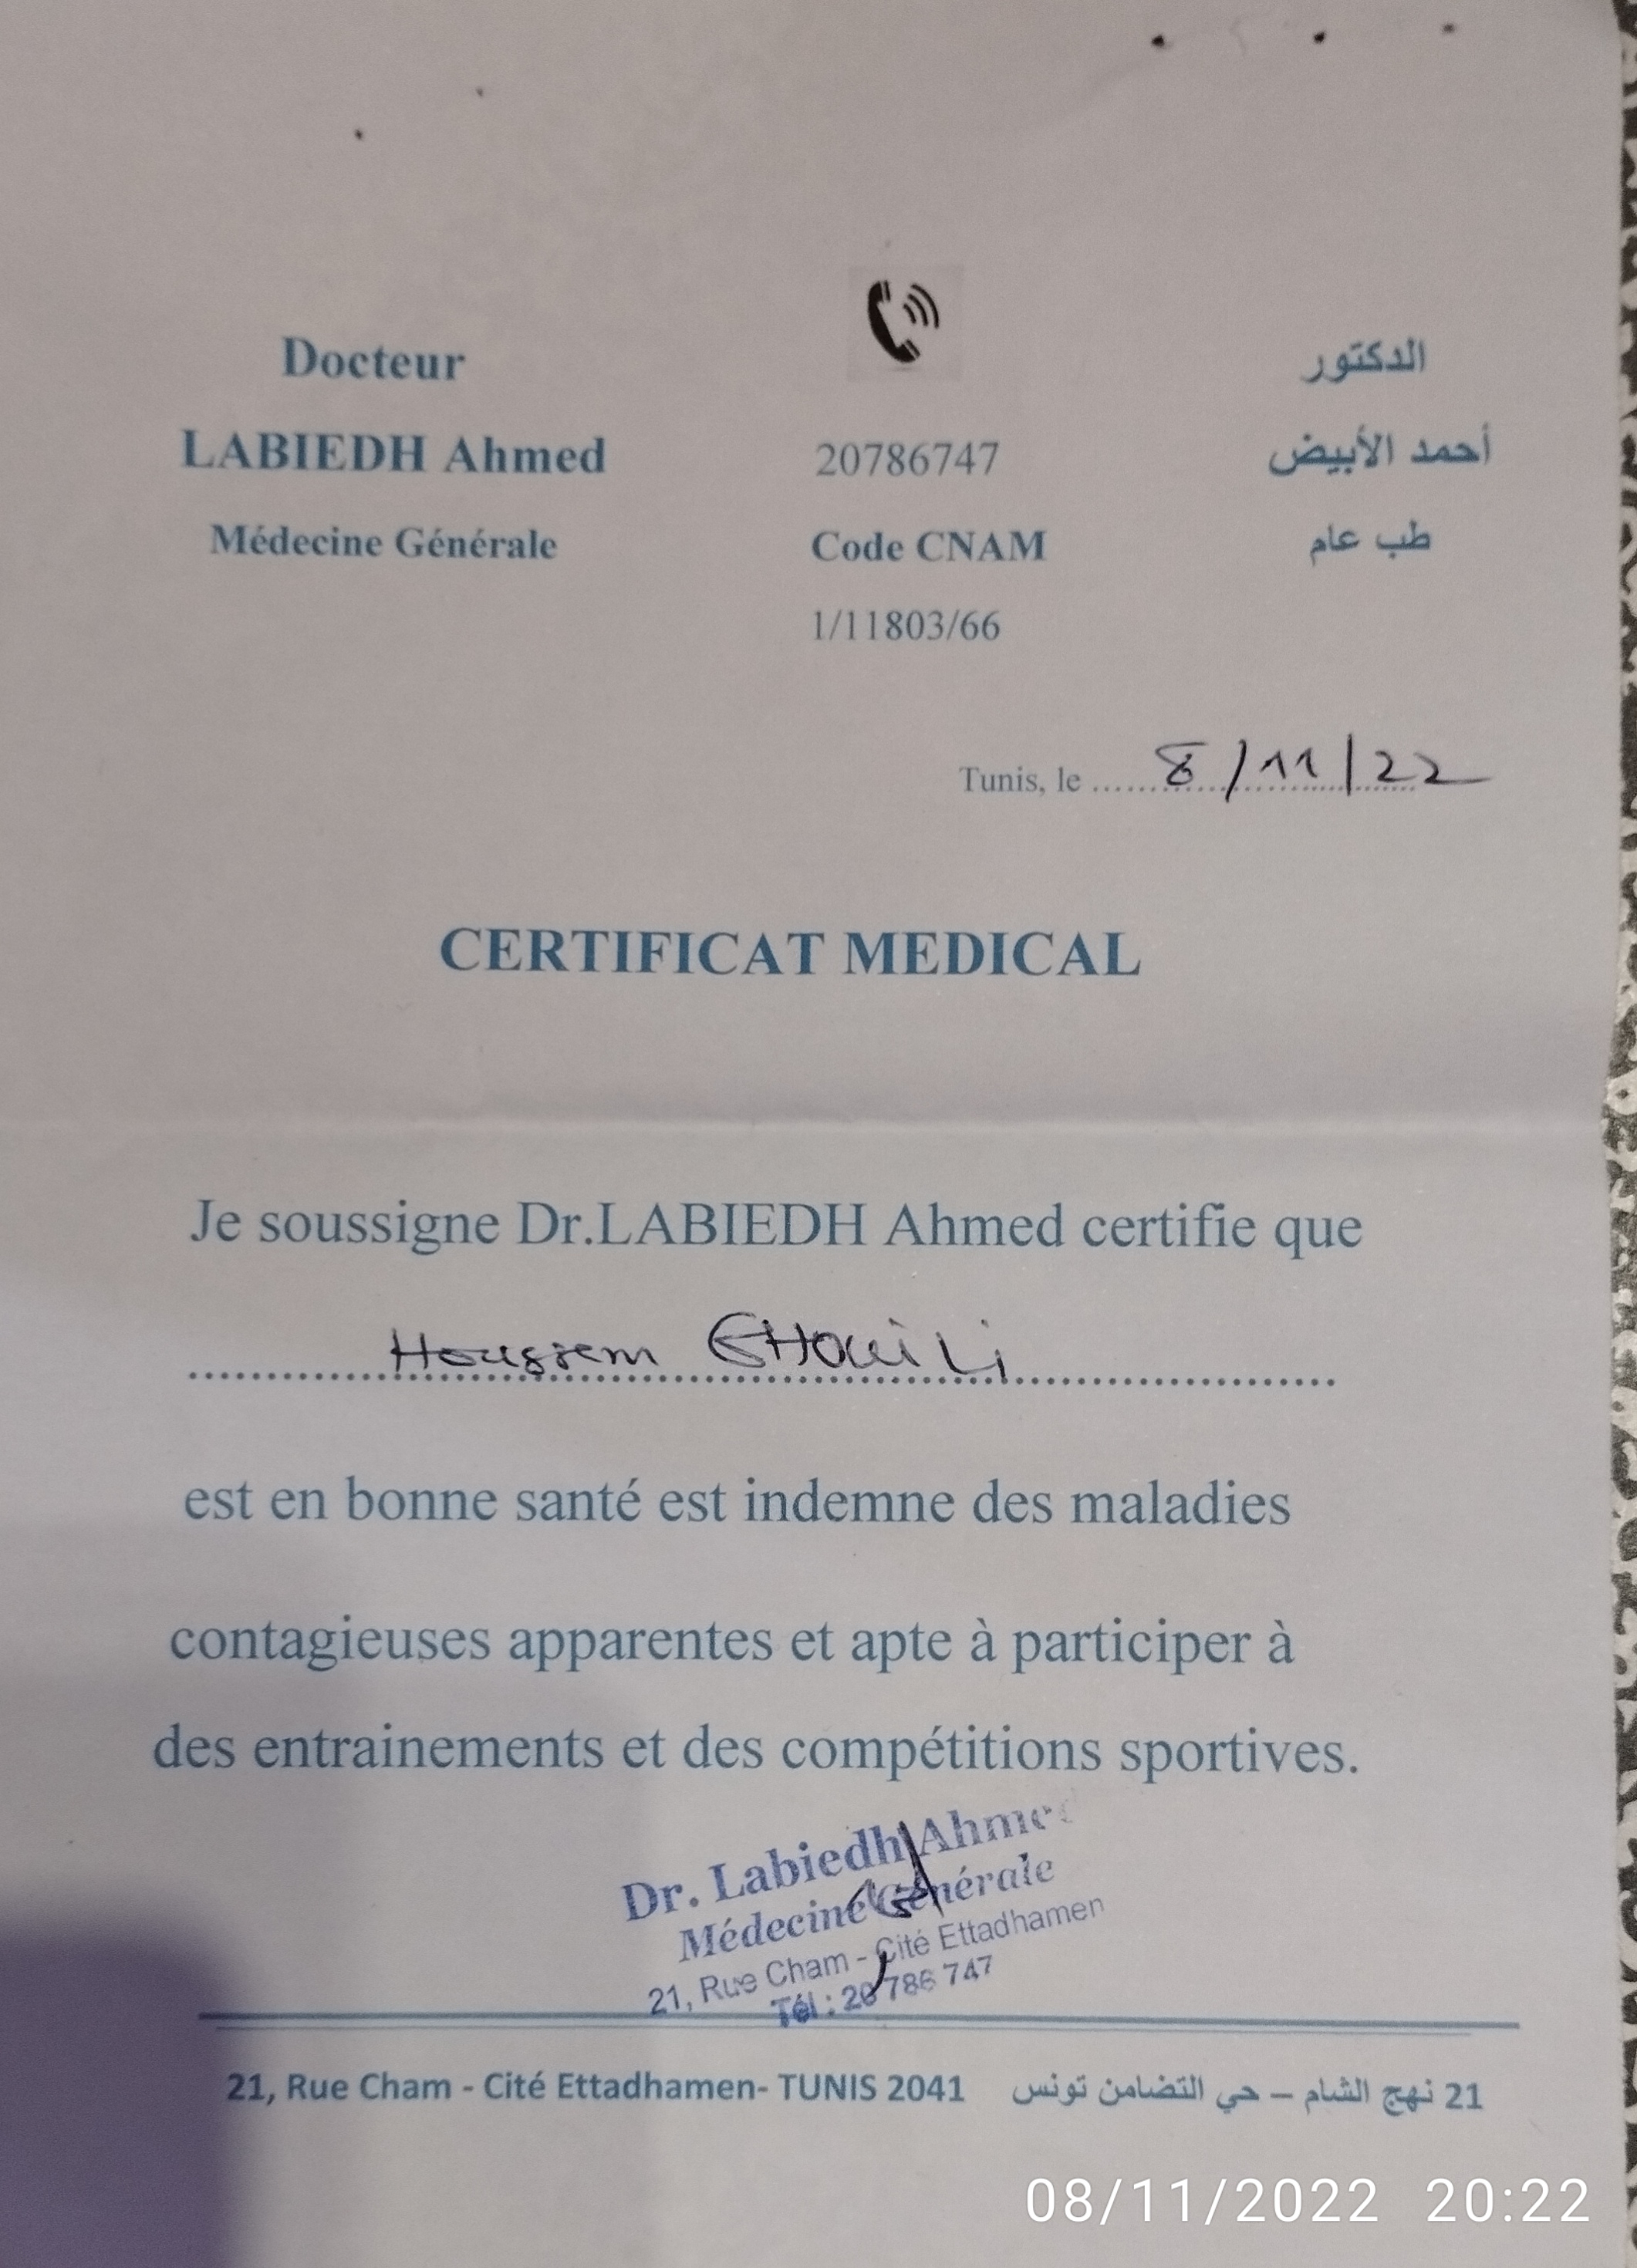 Docteur
LABIEDH Ahmed
Médecine Générale
20786747
Code CNAM
1/11803/66
الدكتور
أحمد الأبيض
طب عام
Tunis, le ..... 8/11/22
CERTIFICAT MEDICAL
Je soussigne Dr.LABIEDH Ahmed certifie que
Houssem GHOUILI
est en bonne santé est indemne des maladies
contagieuses apparentes et apte à participer à
des entrainements et des compétitions sportives.
Dr. Labiedh Ahmed
Médecine Générale
21, Rue Cham - Cité Ettadhamen
Tél : 20 786 747
21, Rue Cham - Cité Ettadhamen- TUNIS 2041 21 نهج الشام – حي التضامن تونس
08/11/2022 20:22